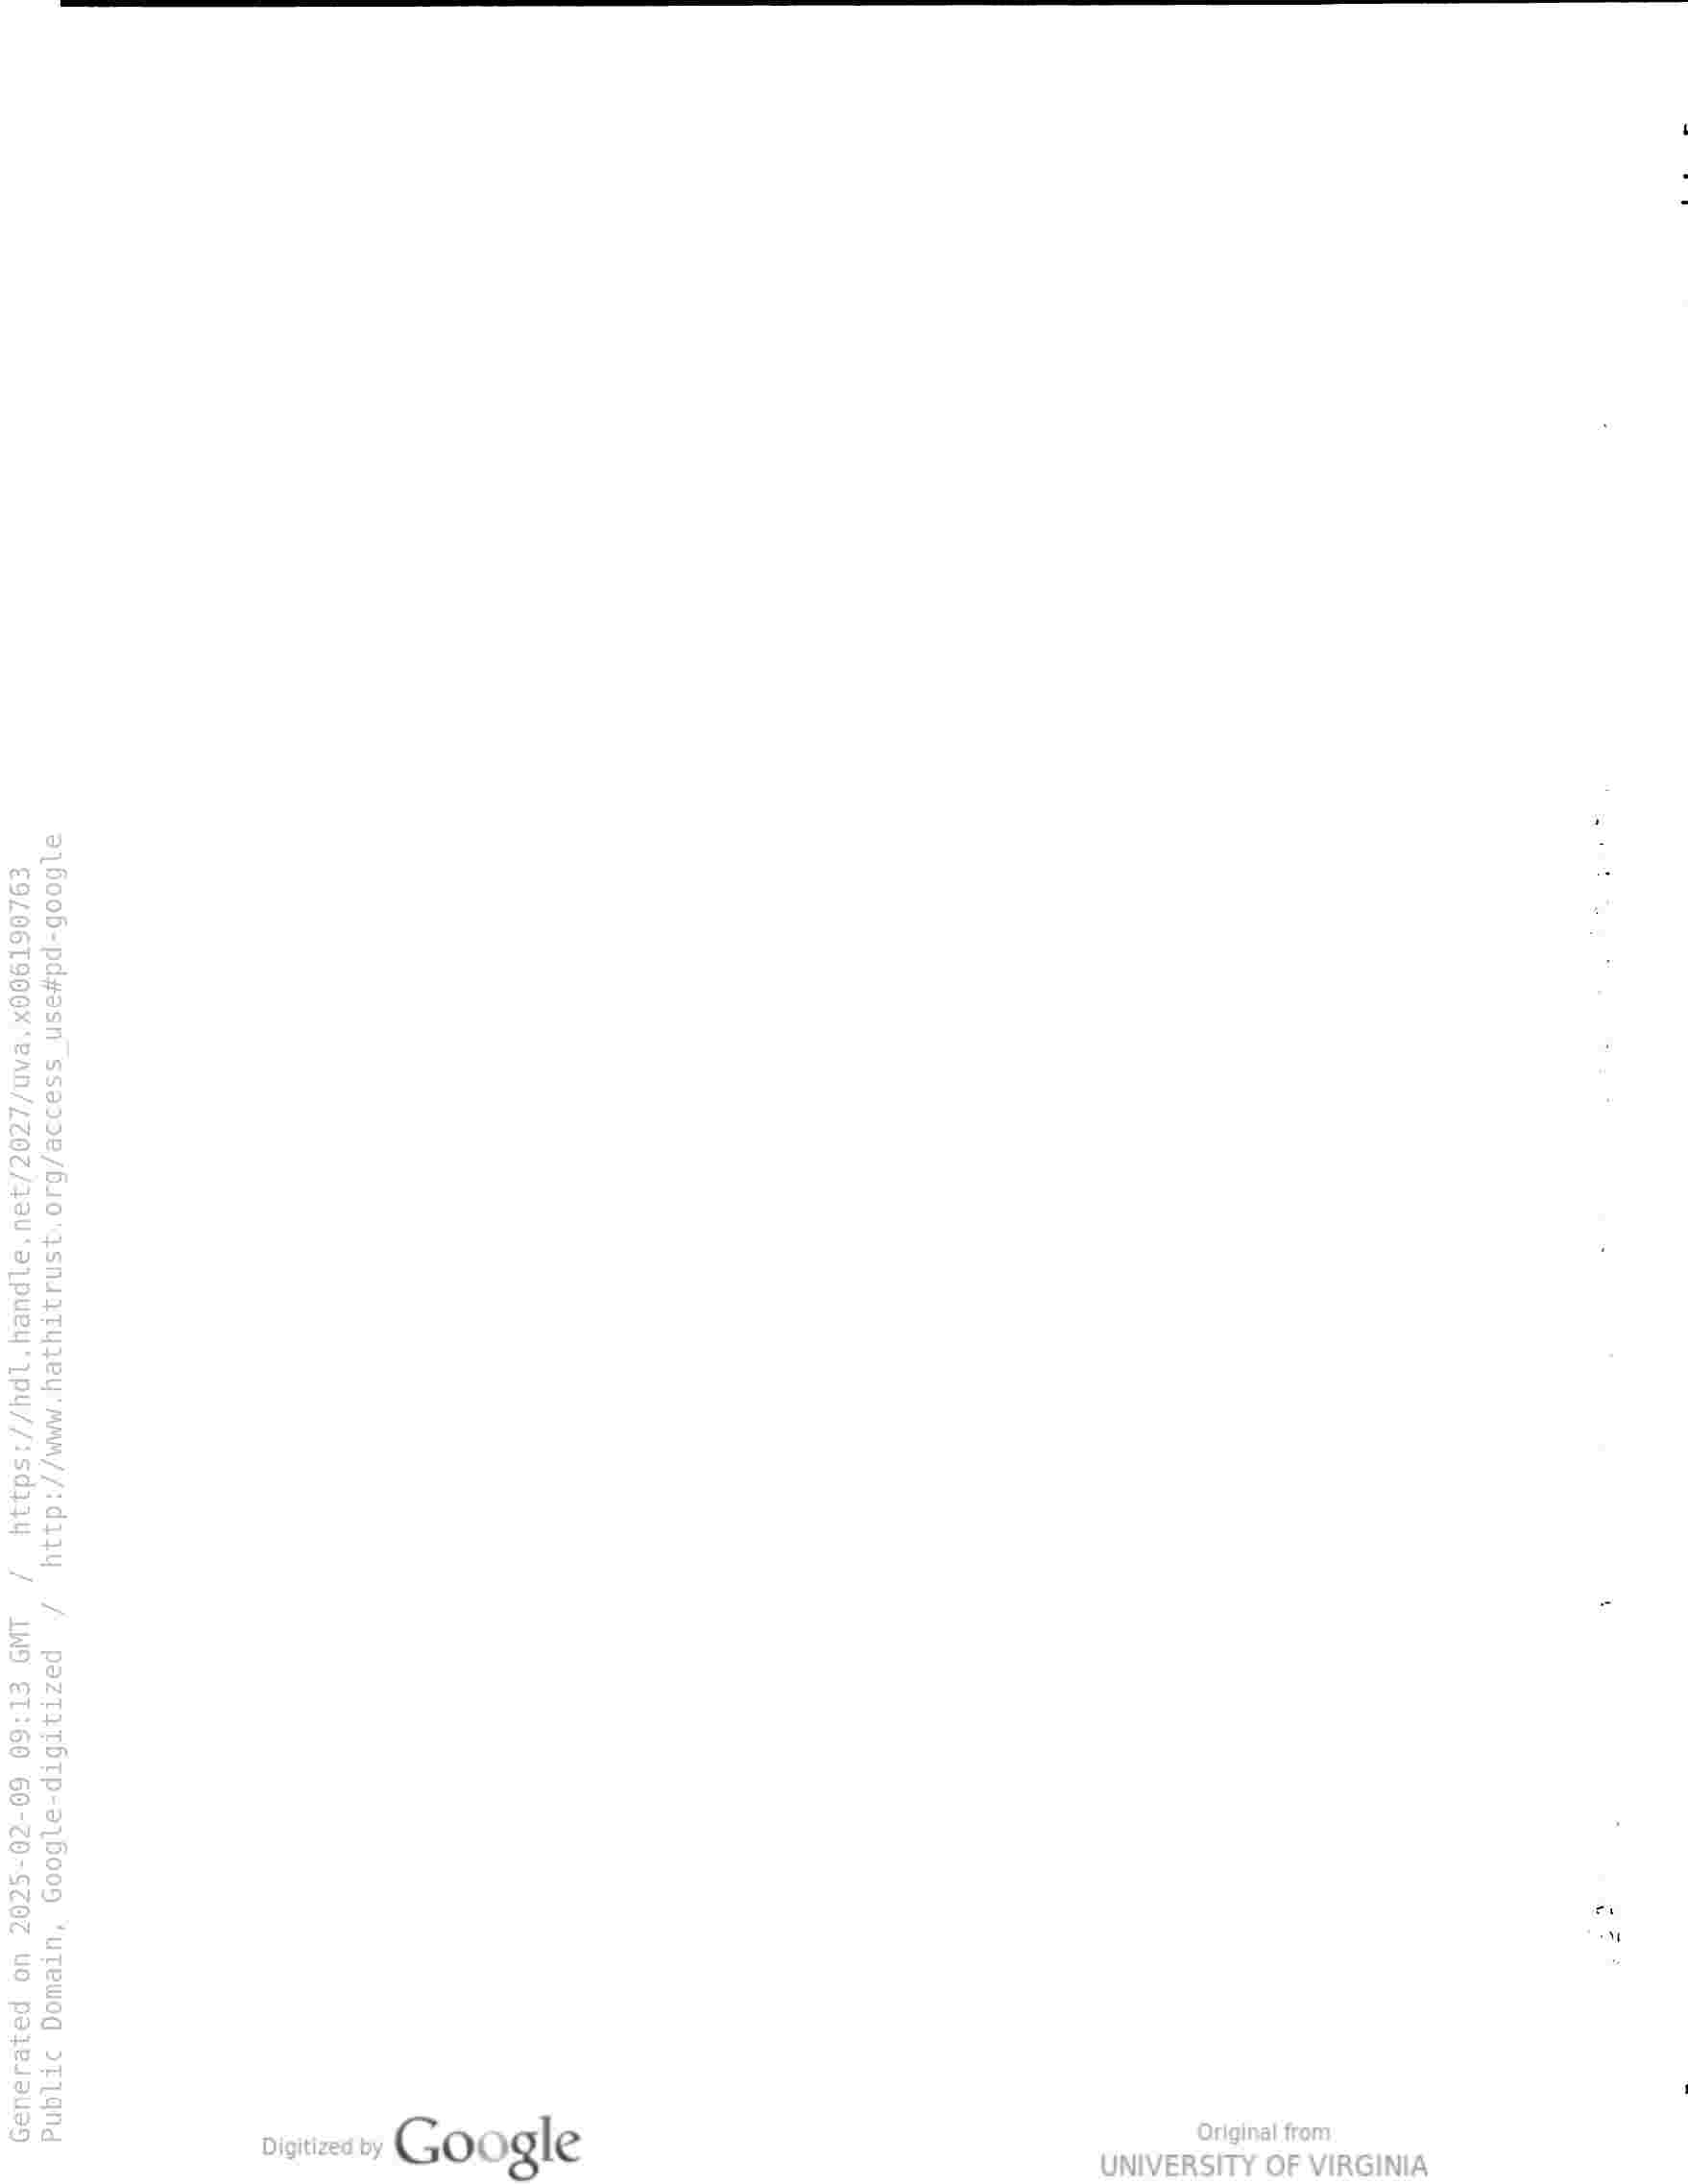 Generated on 2025-02-09 09:13 GMT / https://hdl.handle.net/2027/uva.x006190763
Public Domain, Google-digitized / http://www.hathitrust.org/access_use#pd-google
Digitized by Google
Original from
UNIVERSITY OF VIRGINIA